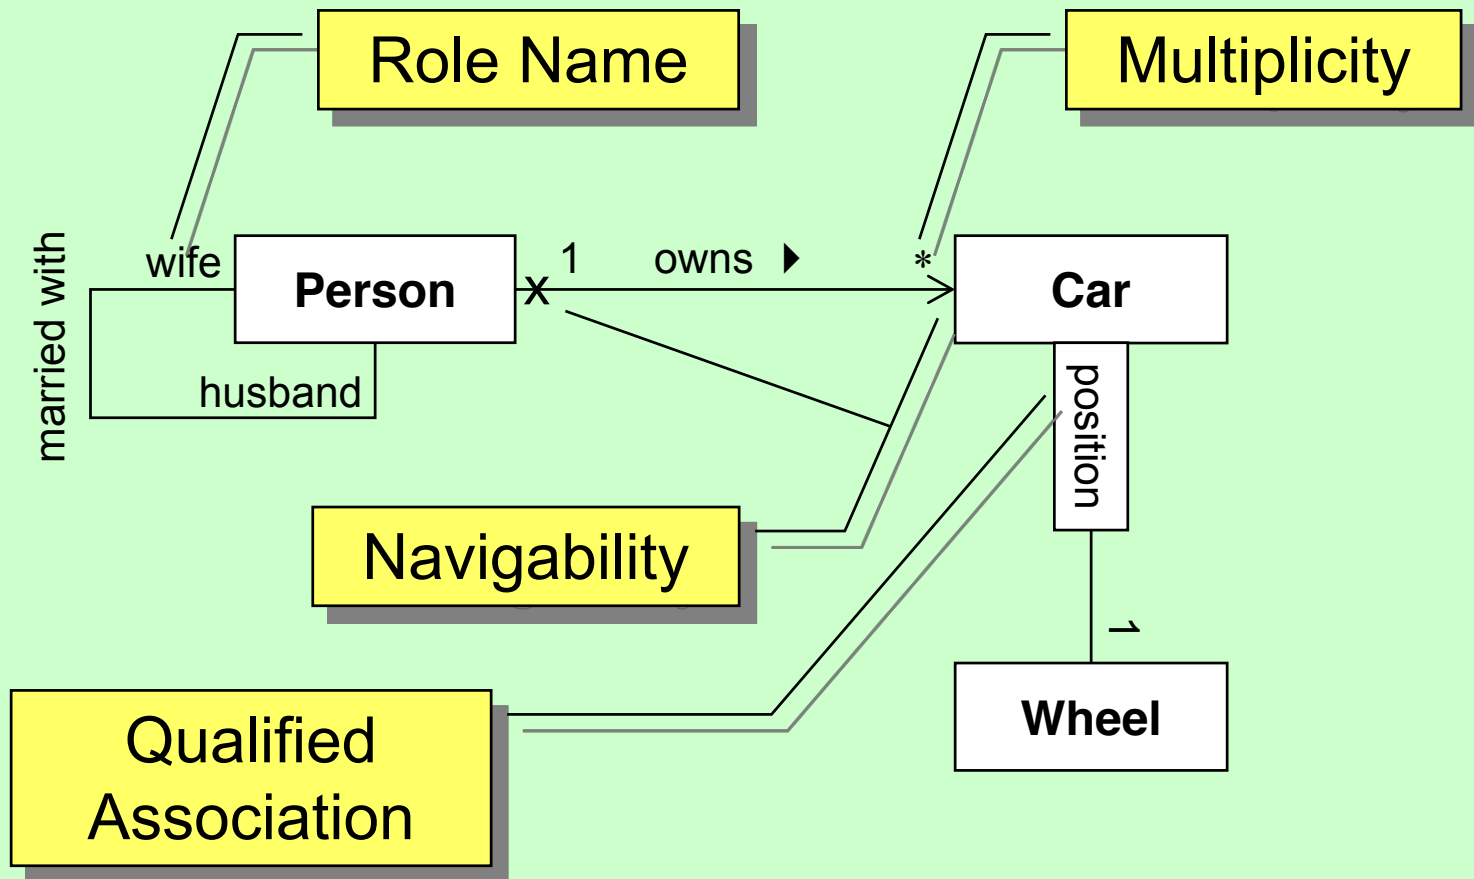 Role Name
Multiplicity
married with
wife
Person
husband
x
1
owns
*
Car
position
Navigability
1
Wheel
Qualified
Association